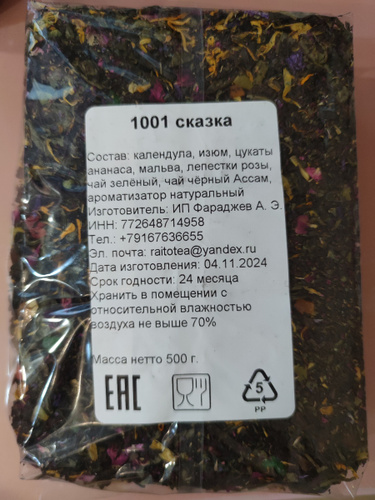 1001 сказка
Состав: календула, изюм, цукаты
ананаса, мальва, лепестки розы,
чай зелёный, чай чёрный Ассам,
ароматизатор натуральный
Изготовитель: ИП Фараджев А. Э.
ИНН: 772648714958
Тел.: +79167636655
Эл. почта: raitotea@yandex.ru
Дата изготовления: 04.11.2024
Срок годности: 24 месяца
Хранить в помещении с
относительной влажностью
воздуха не выше 70%
Масса нетто 500 г.
EAC
5
PP